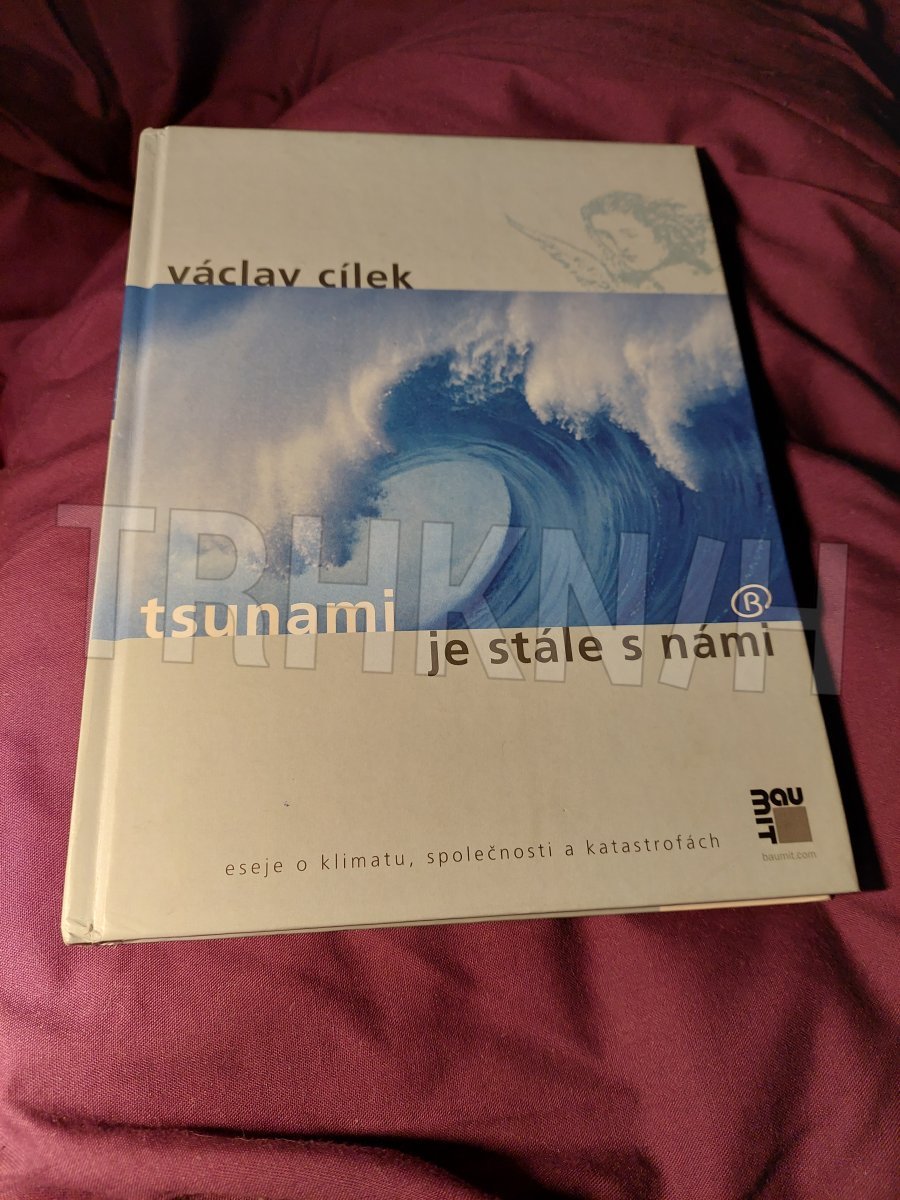 václav cílek
tsunami
je stále s námi
eseje o klimatu, společnosti a katastrofách
bau
mit
baumit.com
TRHKNIH